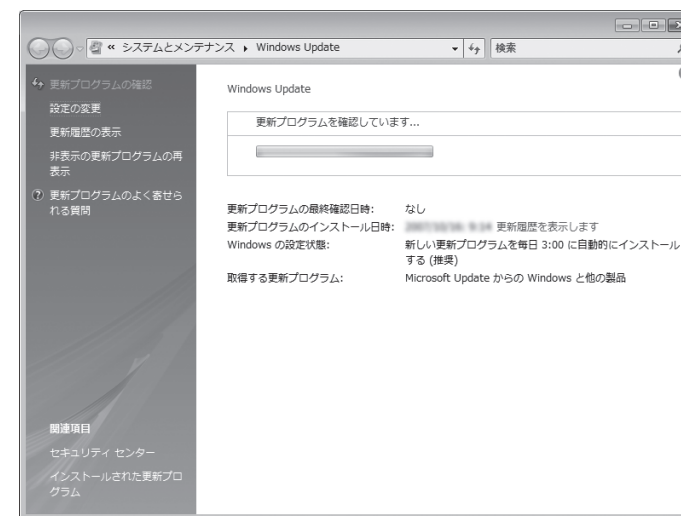 « システムとメンテナンス ▸ Windows Update
検索
更新プログラムの確認
設定の変更
更新履歴の表示
非表示の更新プログラムの再
表示
更新プログラムのよく寄せら
れる質問
関連項目
セキュリティ センター
インストールされた更新プロ
グラム
Windows Update
更新プログラムを確認しています...
更新プログラムの最終確認日時: なし
更新プログラムのインストール日時: 更新履歴を表示します
Windows の設定状態: 新しい更新プログラムを毎日 3:00 に自動的にインストール
する (推奨)
取得する更新プログラム: Microsoft Update からの Windows と他の製品